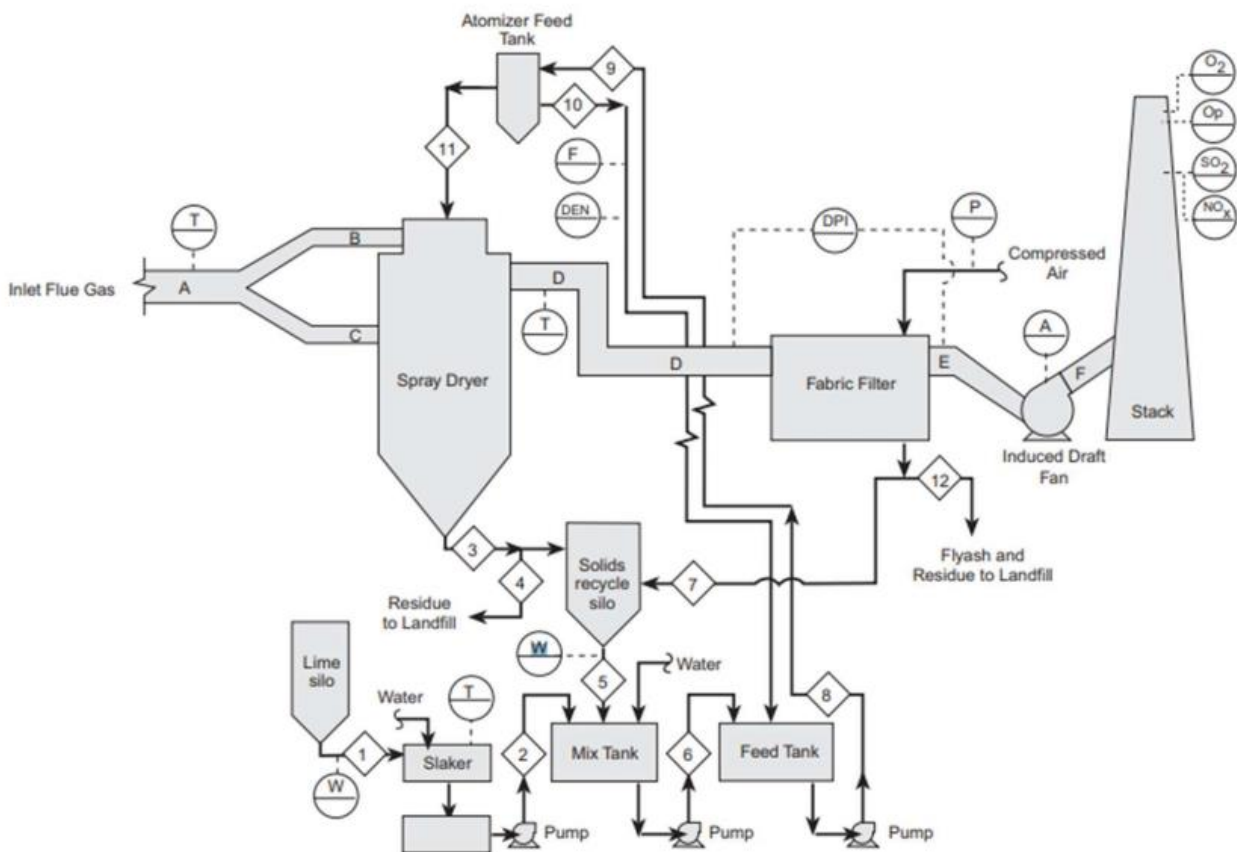 Atomizer Feed
Tank
9
10
11
O2
Op
SO2
NOx
F
DEN
T
B
A
C
Inlet Flue Gas
DPI
P
Compressed
Air
D
T
D
Spray Dryer
Fabric Filter
E
A
F
Stack
Induced Draft
Fan
12
Flyash and
Residue to Landfill
3
4
Residue
to Landfill
Solids
recycle
silo
7
W
5
Water
Lime
silo
Water
T
1
W
Slaker
2
Mix Tank
6
Feed Tank
8
Pump
Pump
Pump